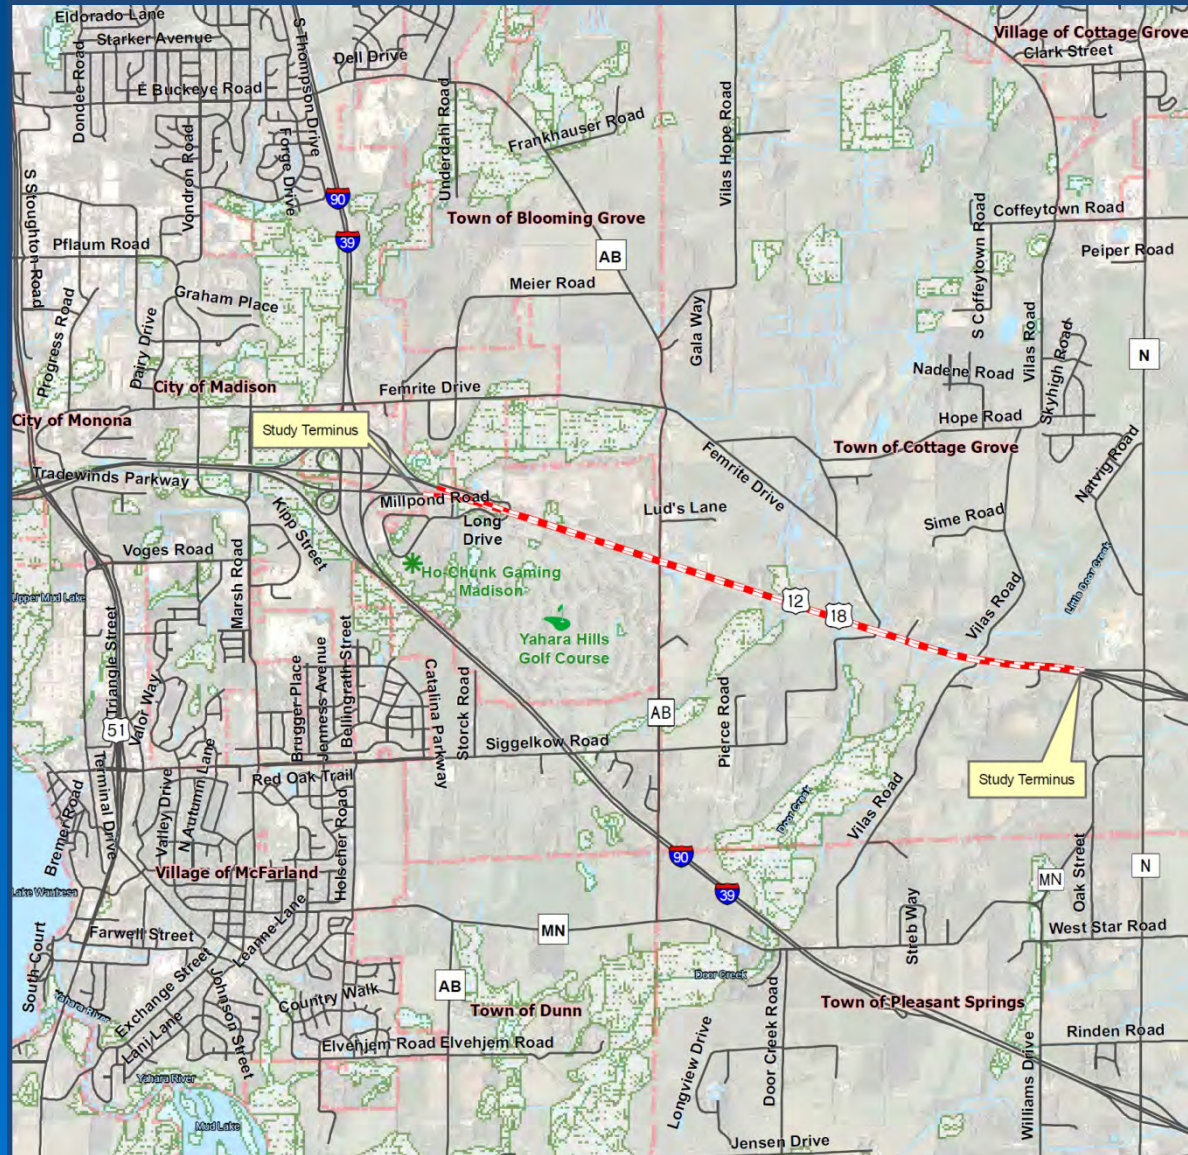 Eldorado Lane
Starker Avenue
Dondee Road
E Buckeye Road
S Thompson Drive
Dell Drive
Vondron Road
Forge Drive
Underdahl Road
Frankhauser Road
Vilas Hope Road
Village of Cottage Grove
Clark Street
S Stoughton Road
90
39
Town of Blooming Grove
AB
S Coffeytown Road
Coffeytown Road
Peiper Road
Pflaum Road
Graham Place
Progress Road
Dairy Drive
Meier Road
Gala Way
Vilas Road
Skyhigh Road
N
Nadene Road
City of Madison
Femrite Drive
City of Monona
Study Terminus
Hope Road
Town of Cottage Grove
Natvig Road
Femrite Drive
Tradewinds Parkway
Millpond Road
Long
Drive
Lud's Lane
Sime Road
Kipp Street
Voges Road
Marsh Road
Ho-Chunk Gaming
Madison
Upper Mud Lake
Little Door Creek
12
18
Vilas Road
Yahara Hills
Golf Course
Triangle Street
Valor Way
51
Brugger Place
Jenness Avenue
Bellingrath Street
Catalina Parkway
Storck Road
AB
Pierce Road
Siggelkow Road
Red Oak Trail
Study Terminus
Terminal Drive
Bremer Road
Valley Drive
N Autumn Lane
Holscher Road
Door Creek
Vilas Road
90
39
Village of McFarland
Lake Waubesa
MN
Oak Street
N
Farwell Street
Leanne Lane
MN
Streb Way
West Star Road
South Court
Exchange Street
Johnson Street
Country Walk
AB
Door Creek
Town of Dunn
Town of Pleasant Springs
Yahara River
Lani Lane
Elvehjem Road
Elvehjem Road
Longview Drive
Door Creek Road
Williams Drive
Rinden Road
Yahara River
Mud Lake
Jensen Drive